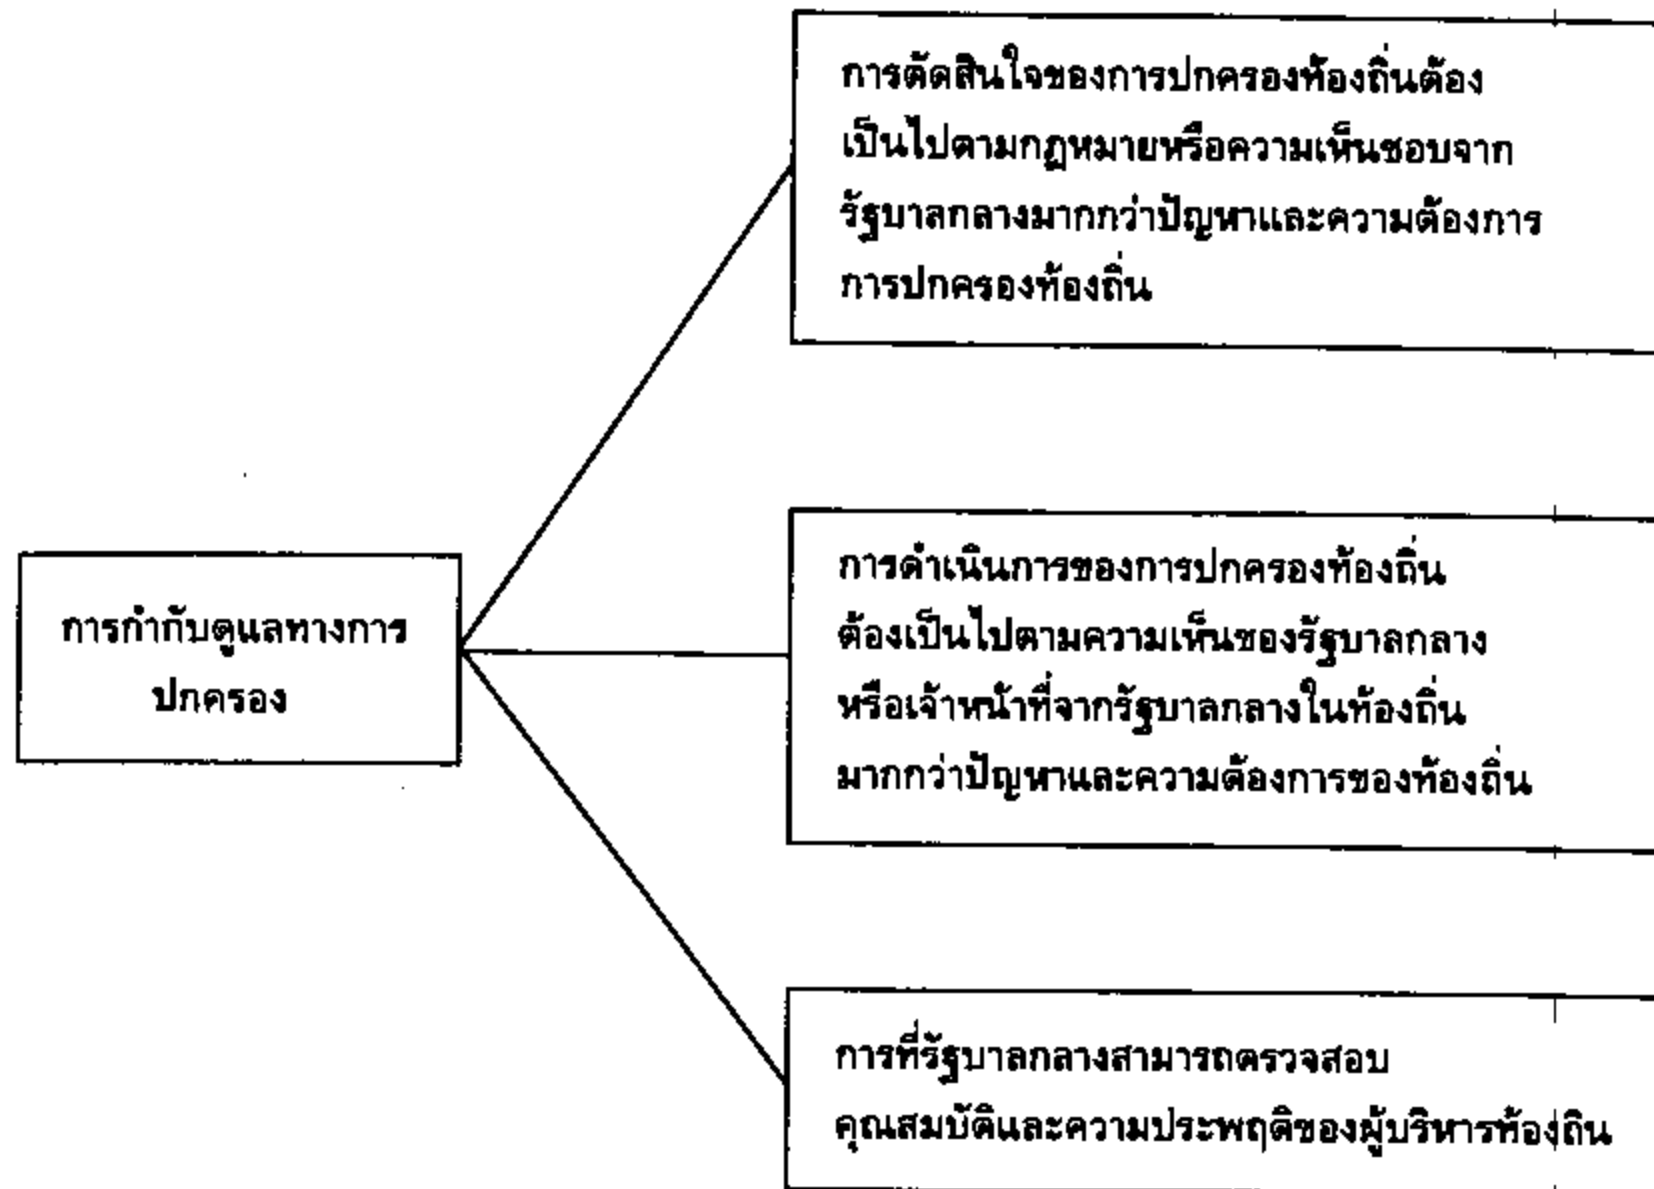 การตัดสินใจของการปกครองท้องถิ่นต้อง
เป็นไปตามกฎหมายหรือความเห็นชอบจาก
รัฐบาลกลางมากกว่าปัญหาและความต้องการ
การปกครองท้องถิ่น
การกำกับดูแลทางการ
ปกครอง
การดำเนินการของการปกครองท้องถิ่น
ต้องเป็นไปตามความเห็นของรัฐบาลกลาง
หรือเจ้าหน้าที่จากรัฐบาลกลางในท้องถิ่น
มากกว่าปัญหาและความต้องการของท้องถิ่น
การที่รัฐบาลกลางสามารถตรวจสอบ
คุณสมบัติและความประพฤติของผู้บริหารท้องถิ่น